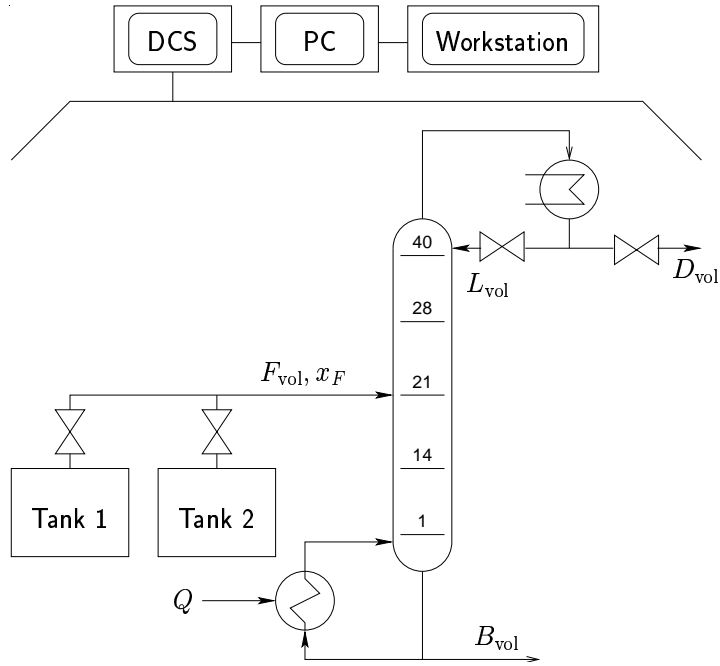 DCS PC Workstation
40
L_vol D_vol
28
F_vol, x_F
21
14
Tank 1 Tank 2
1
Q
B_vol